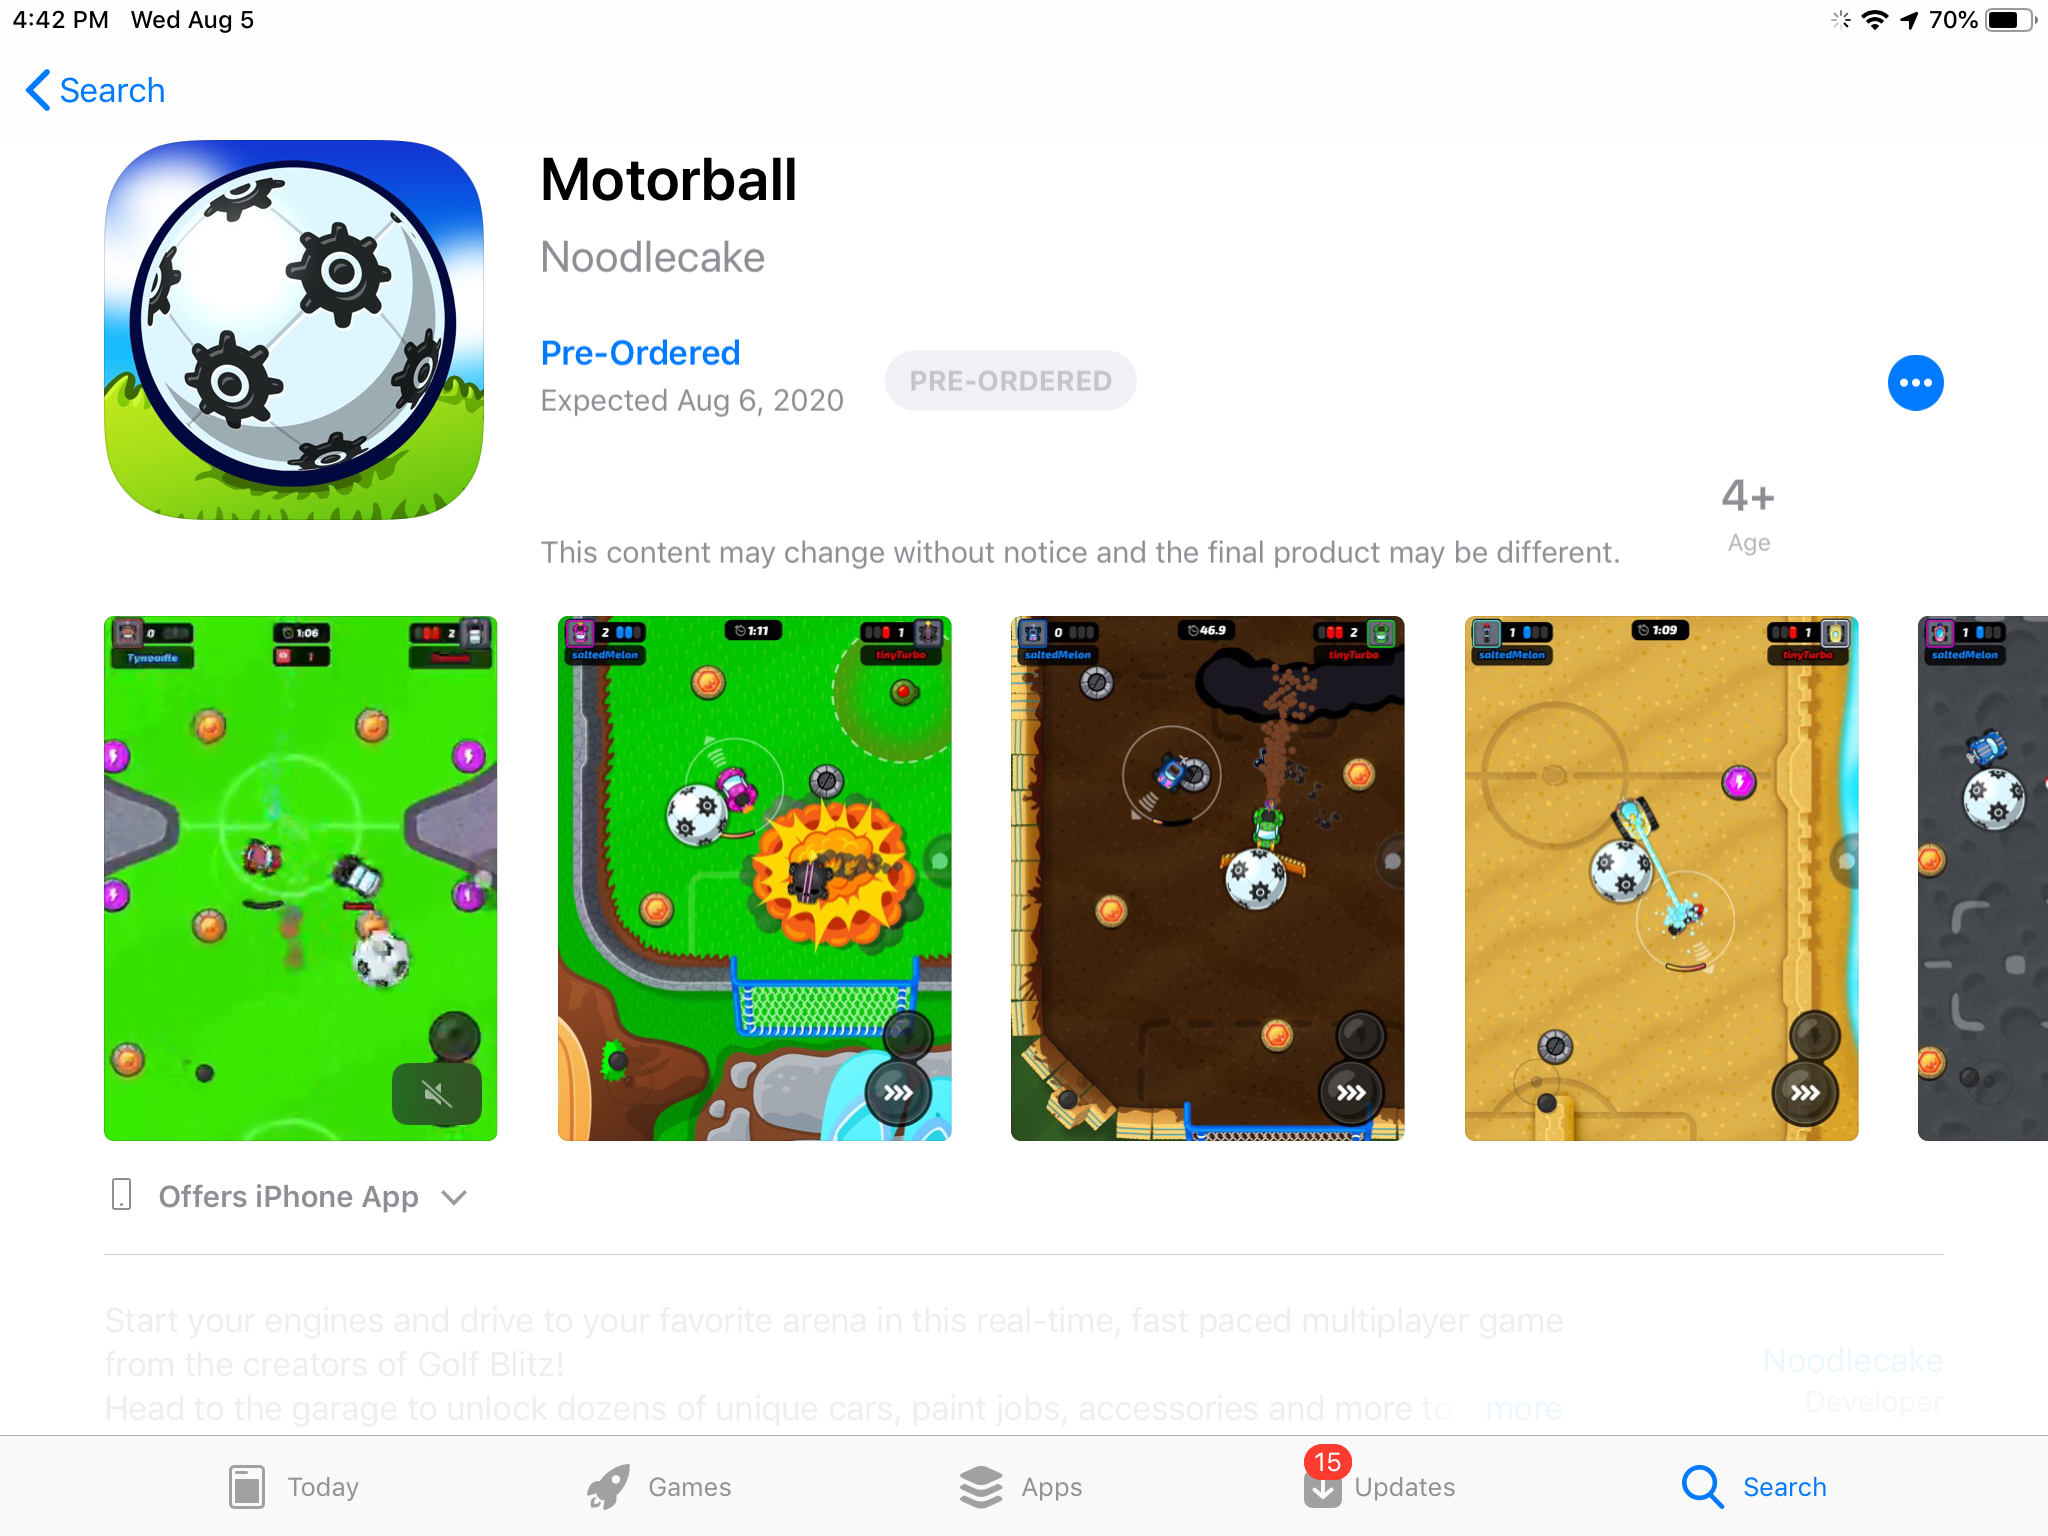 4:42 PM Wed Aug 5
70%
Search
Motorball
Noodlecake
Pre-Ordered
Expected Aug 6, 2020
PRE-ORDERED
4+
Age
This content may change without notice and the final product may be different.
0 1:06 2
1
2 1:11 1
saltedMelon tinyTurbo
0 46.9 2
saltedMelon tinyTurbo
1 1:09 1
saltedMelon tinyTurbo
1
saltedMelon
Offers iPhone App
Start your engines and drive to your favorite arena in this real-time, fast paced multiplayer game
from the creators of Golf Blitz!
Head to the garage to unlock dozens of unique cars, paint jobs, accessories and more to more
Noodlecake
Developer
Today
Games
Apps
15
Updates
Search